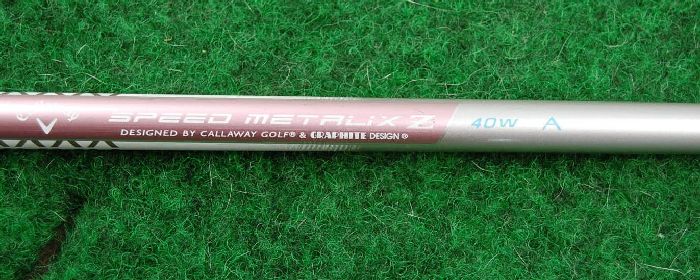 SPEED METALIX Z 40W A
DESIGNED BY CALLAWAY GOLF® & GRAPHITE DESIGN ®